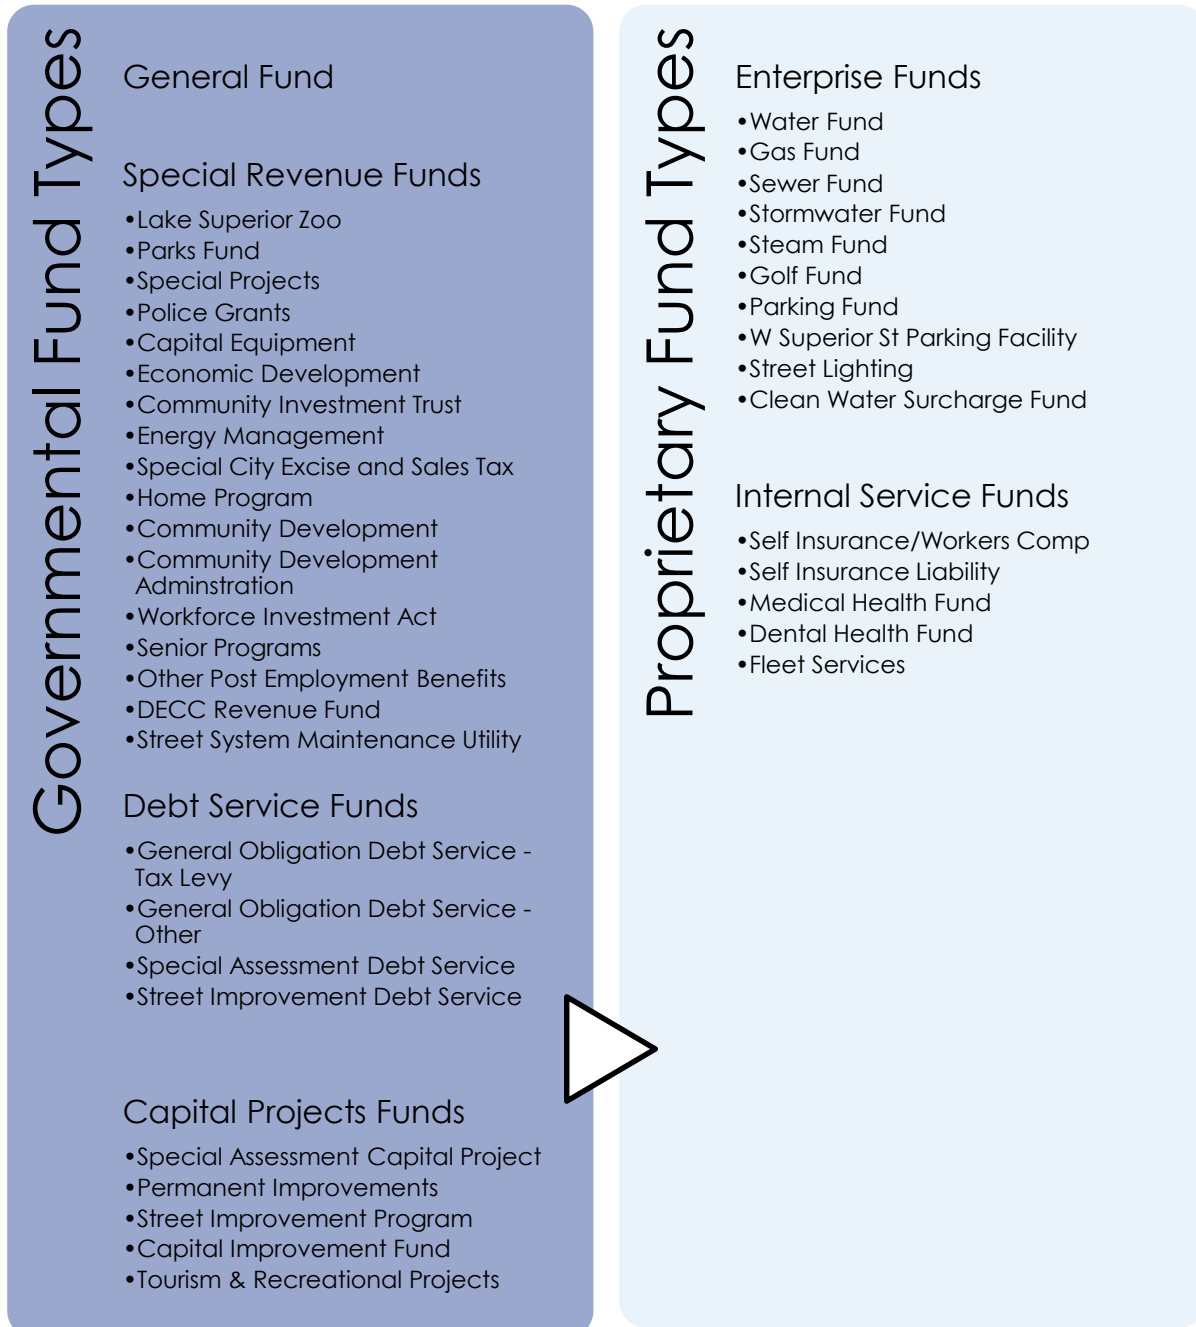 Governmental Fund Types
General Fund
Special Revenue Funds
•Lake Superior Zoo
•Parks Fund
•Special Projects
•Police Grants
•Capital Equipment
•Economic Development
•Community Investment Trust
•Energy Management
•Special City Excise and Sales Tax
•Home Program
•Community Development
•Community Development
Adminstration
•Workforce Investment Act
•Senior Programs
•Other Post Employment Benefits
•DECC Revenue Fund
•Street System Maintenance Utility
Debt Service Funds
•General Obligation Debt Service -
Tax Levy
•General Obligation Debt Service -
Other
•Special Assessment Debt Service
•Street Improvement Debt Service
Capital Projects Funds
•Special Assessment Capital Project
•Permanent Improvements
•Street Improvement Program
•Capital Improvement Fund
•Tourism & Recreational Projects
Proprietary Fund Types
Enterprise Funds
•Water Fund
•Gas Fund
•Sewer Fund
•Stormwater Fund
•Steam Fund
•Golf Fund
•Parking Fund
•W Superior St Parking Facility
•Street Lighting
•Clean Water Surcharge Fund
Internal Service Funds
•Self Insurance/Workers Comp
•Self Insurance Liability
•Medical Health Fund
•Dental Health Fund
•Fleet Services